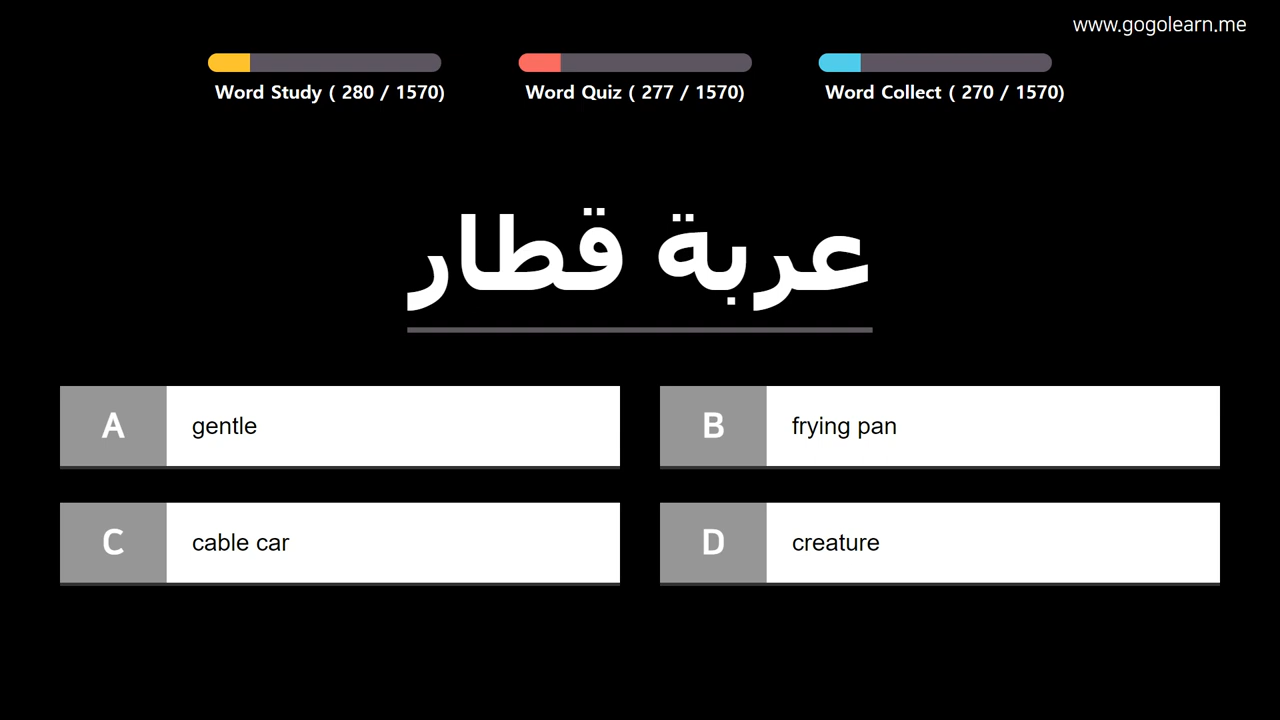 www.gogolearn.me
Word Study ( 280 / 1570)
Word Quiz ( 277 / 1570)
Word Collect ( 270 / 1570)
عربة قطار
A gentle
B frying pan
C cable car
D creature